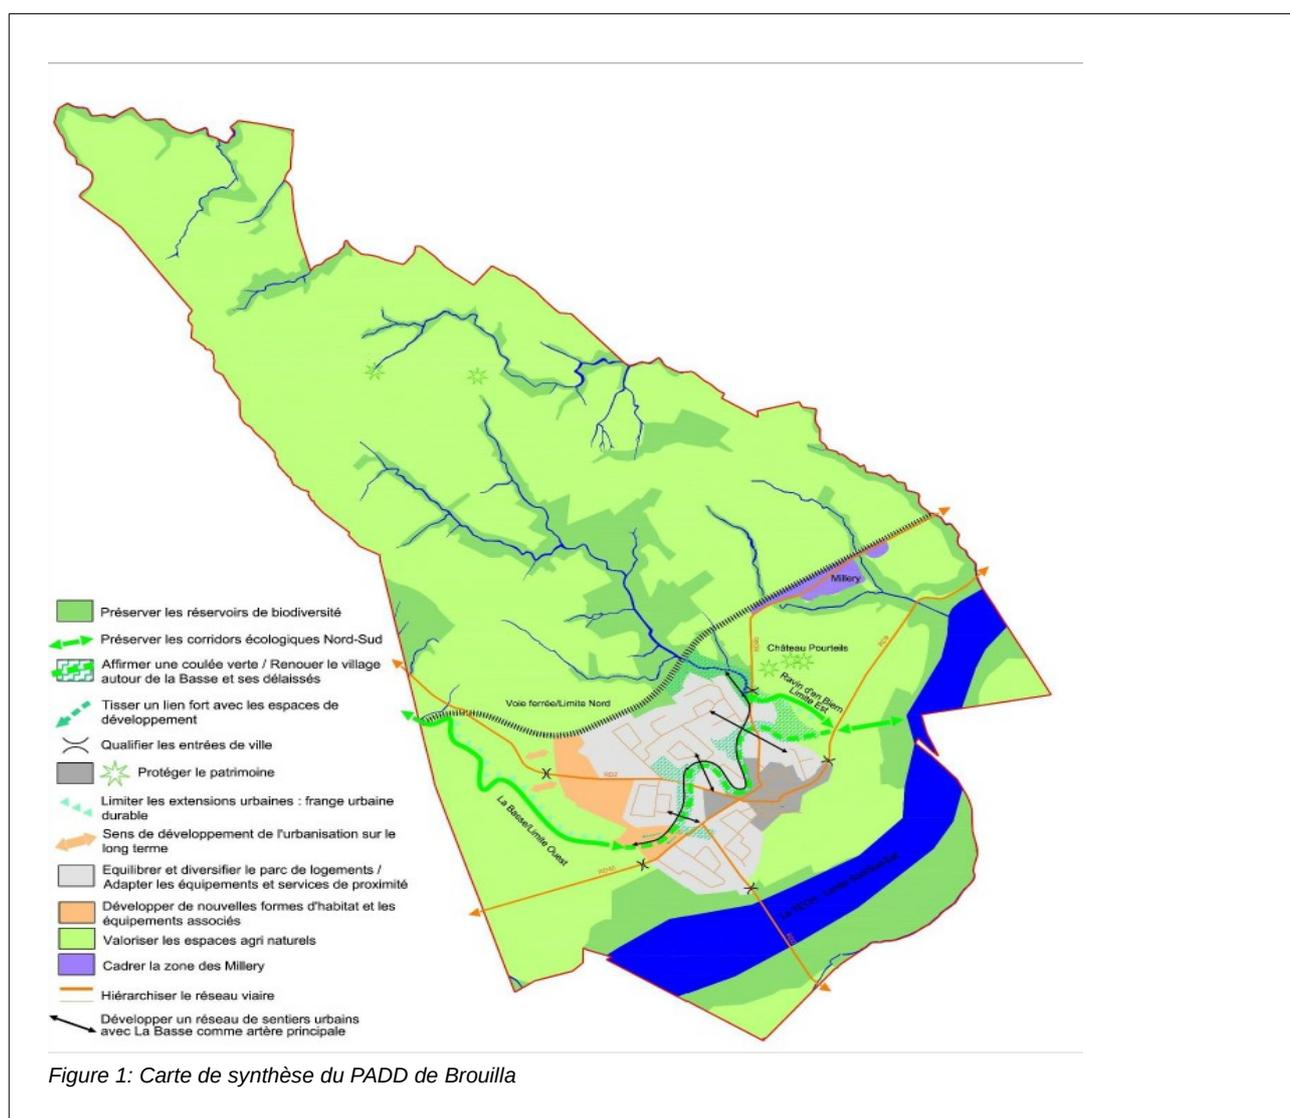 Millery
Château Pourteils
Ravin d'en Biern
Limite Est
Voie ferrée/Limite Nord
RD2
La Basse/Limite Ouest
RD40
Préserver les réservoirs de biodiversité
Préserver les corridors écologiques Nord-Sud
Affirmer une coulée verte / Renouer le village
autour de la Basse et ses délaissés
Tisser un lien fort avec les espaces de
développement
Qualifier les entrées de ville
Protéger le patrimoine
Limiter les extensions urbaines : frange urbaine
durable
Sens de développement de l'urbanisation sur le
long terme
Equilibrer et diversifier le parc de logements /
Adapter les équipements et services de proximité
Développer de nouvelles formes d'habitat et les
équipements associés
Valoriser les espaces agri naturels
Cadrer la zone des Millery
Hiérarchiser le réseau viaire
Développer un réseau de sentiers urbains
avec La Basse comme artère principale
Figure 1: Carte de synthèse du PADD de Brouilla